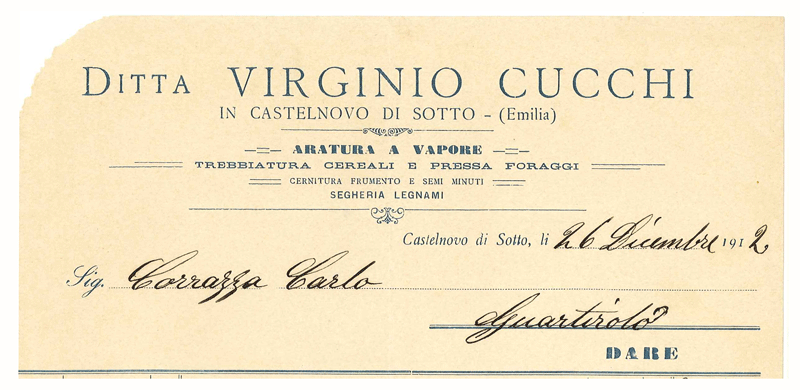 DITTA VIRGINIO CUCCHI
IN CASTELNOVO DI SOTTO - (Emilia)
ARATURA A VAPORE
TREBBIATURA CEREALI E PRESSA FORAGGI
CERNITURA FRUMENTO E SEMI MINUTI
SEGHERIA LEGNAMI
Castelnovo di Sotto, li 26 Dicembre 1912
Sig. Corrazza Carlo
Quartirolo
DARE